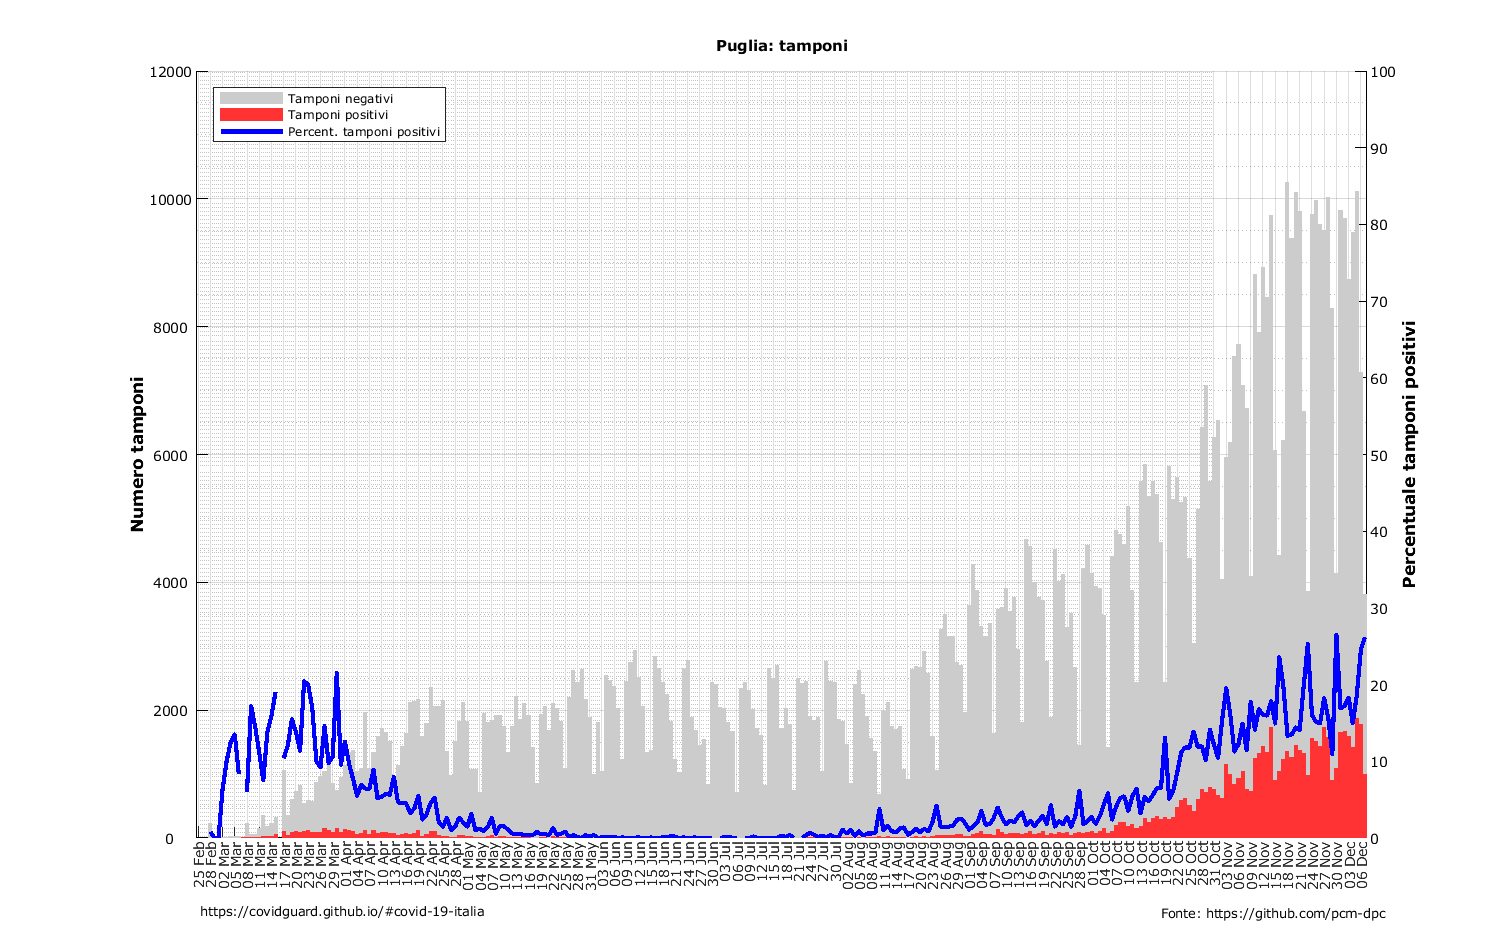 Puglia: tamponi
Tamponi negativi
Tamponi positivi
Percent. tamponi positivi
Numero tamponi
12000
10000
8000
6000
4000
2000
0
Percentuale tamponi positivi
100
90
80
70
60
50
40
30
20
10
0
25 Feb
28 Feb
02 Mar
05 Mar
08 Mar
11 Mar
14 Mar
17 Mar
20 Mar
23 Mar
26 Mar
29 Mar
01 Apr
04 Apr
07 Apr
10 Apr
13 Apr
16 Apr
19 Apr
22 Apr
25 Apr
28 Apr
01 May
04 May
07 May
10 May
13 May
16 May
19 May
22 May
25 May
28 May
31 May
03 Jun
06 Jun
09 Jun
12 Jun
15 Jun
18 Jun
21 Jun
24 Jun
27 Jun
30 Jun
03 Jul
06 Jul
09 Jul
12 Jul
15 Jul
18 Jul
21 Jul
24 Jul
27 Jul
30 Jul
02 Aug
05 Aug
08 Aug
11 Aug
14 Aug
17 Aug
20 Aug
23 Aug
26 Aug
29 Aug
01 Sep
04 Sep
07 Sep
10 Sep
13 Sep
16 Sep
19 Sep
22 Sep
25 Sep
28 Sep
01 Oct
04 Oct
07 Oct
10 Oct
13 Oct
16 Oct
19 Oct
22 Oct
25 Oct
28 Oct
31 Oct
03 Nov
06 Nov
09 Nov
12 Nov
15 Nov
18 Nov
21 Nov
24 Nov
27 Nov
30 Nov
03 Dec
06 Dec
https://covidguard.github.io/#covid-19-italia
Fonte: https://github.com/pcm-dpc